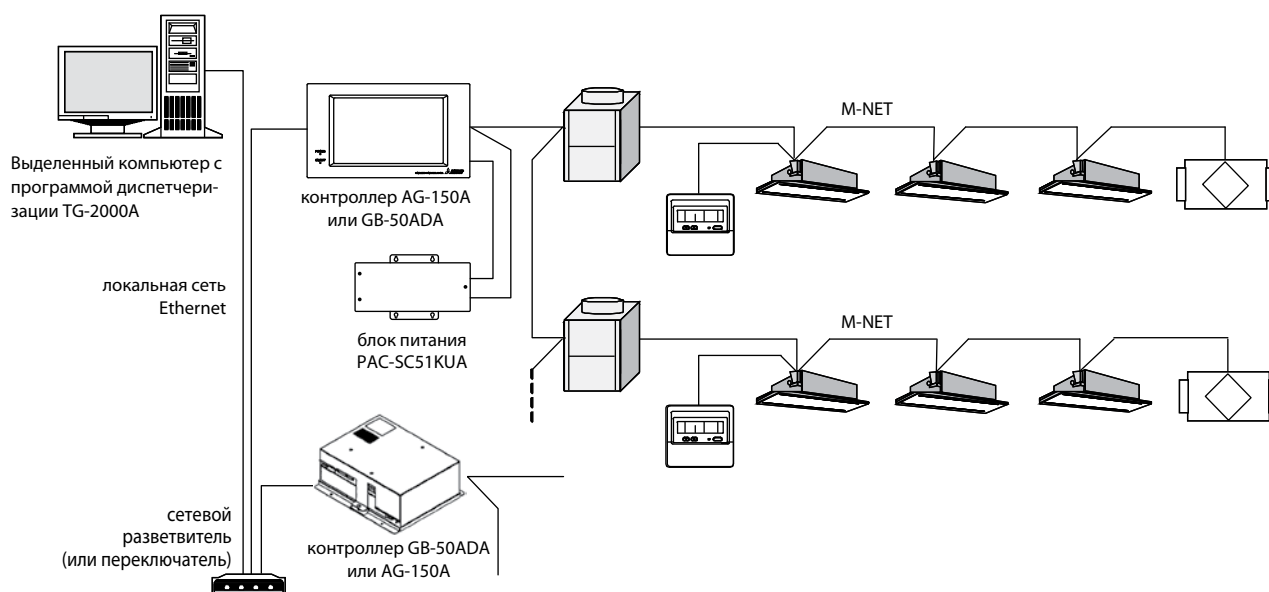 M-NET
Выделенный компьютер с
программой диспетчери-
зации TG-2000A
контроллер AG-150A
или GB-50ADA
локальная сеть
Ethernet
блок питания
PAC-SC51KUA
M-NET
сетевой
разветвитель
(или переключатель)
контроллер GB-50ADA
или AG-150A